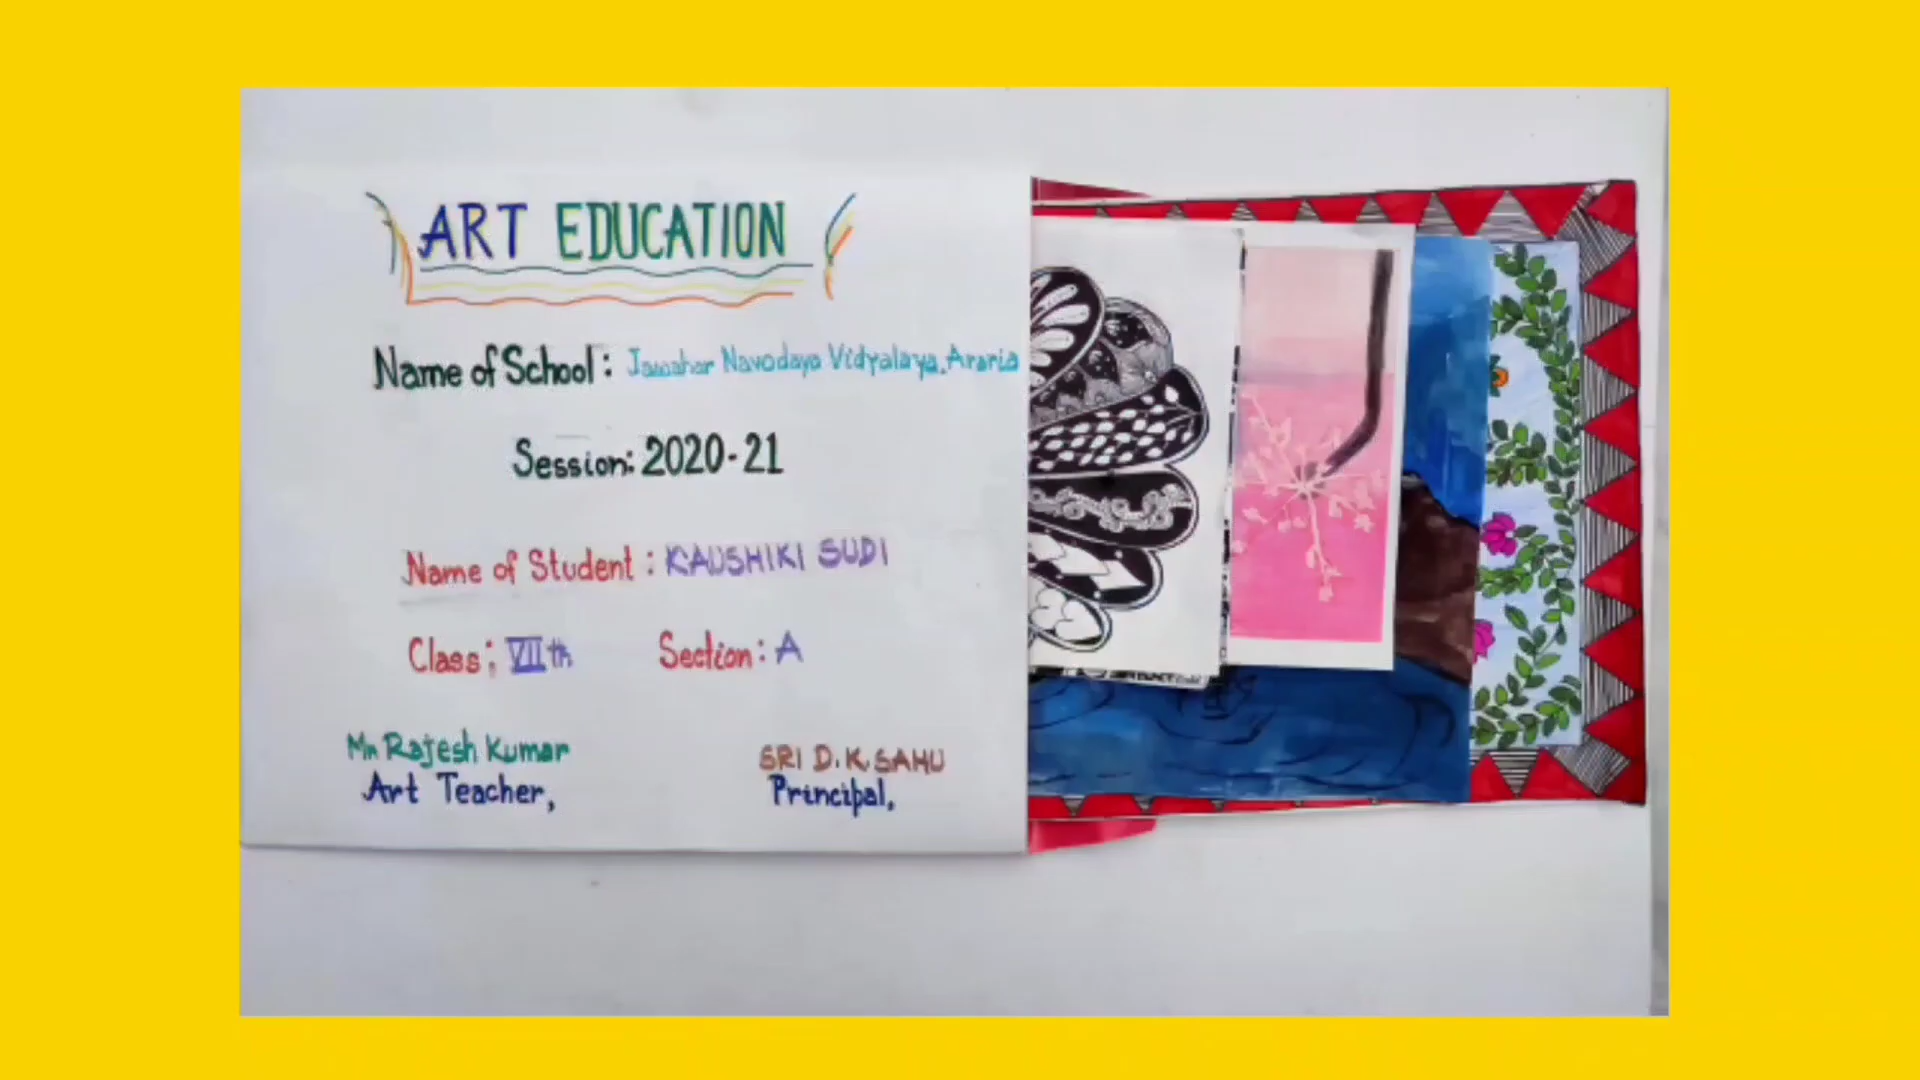 ART EDUCATION
Name of School: Jawahar Navodaya Vidyalaya, Araria
Session: 2020-21
Name of Student: KAUSHIKI SUDI
Class; VIIth Section: A
Mr Rajesh Kumar SRI D.K. SAHU
Art Teacher, Principal,